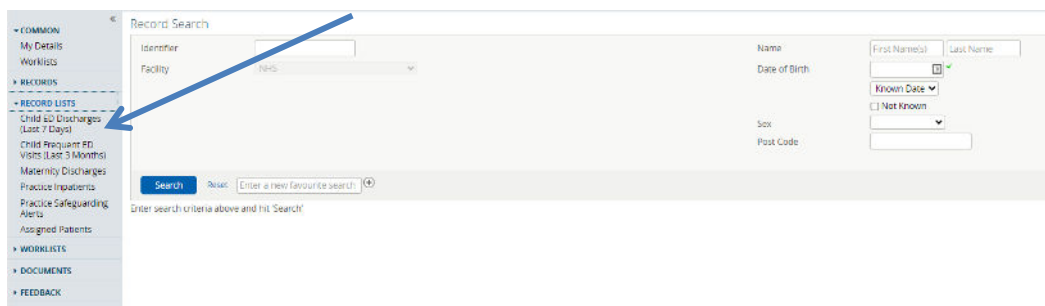 «
COMMON
My Details
Worklists
RECORDS
RECORD LISTS
Child ED Discharges
(Last 7 Days)
Child Frequent ED
Visits (Last 3 Months)
Maternity Discharges
Practice Inpatients
Practice Safeguarding
Alerts
Assigned Patients
WORKLISTS
DOCUMENTS
FEEDBACK
Record Search
Identifier
Facility NHS
Name First Name(s) Last Name
Date of Birth
Known Date
Not Known
Sex
Post Code
Search Reset Enter a new favourite search
Enter search criteria above and hit 'Search'